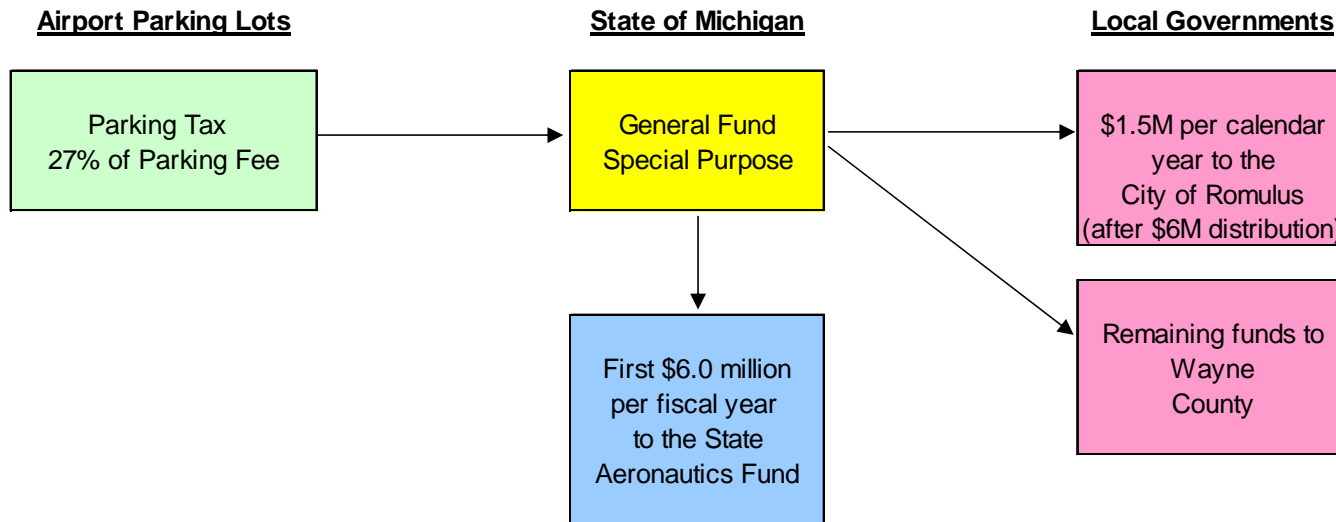 Airport Parking Lots
State of Michigan
Local Governments
Parking Tax
27% of Parking Fee
General Fund
Special Purpose
$1.5M per calendar
year to the
City of Romulus
(after $6M distribution)
First $6.0 million
per fiscal year
to the State
Aeronautics Fund
Remaining funds to
Wayne
County